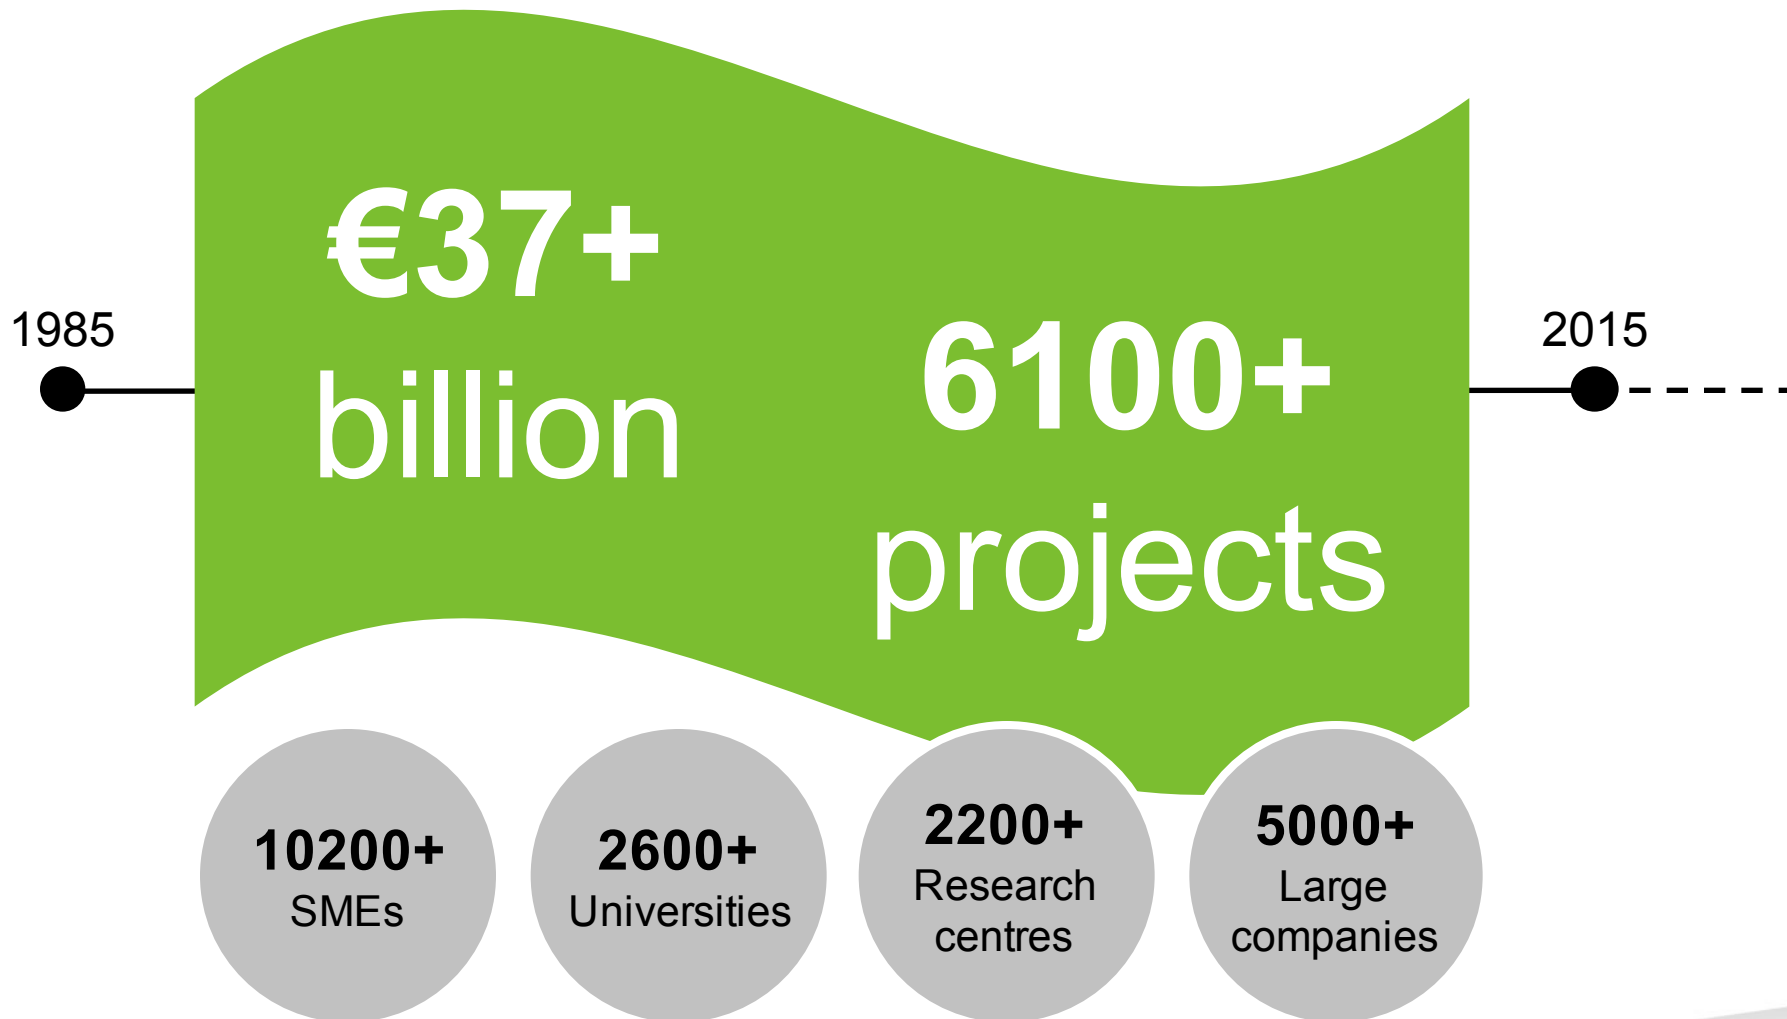 €37+
billion
6100+
projects
1985
2015
10200+
SMEs
2600+
Universities
2200+
Research
centres
5000+
Large
companies